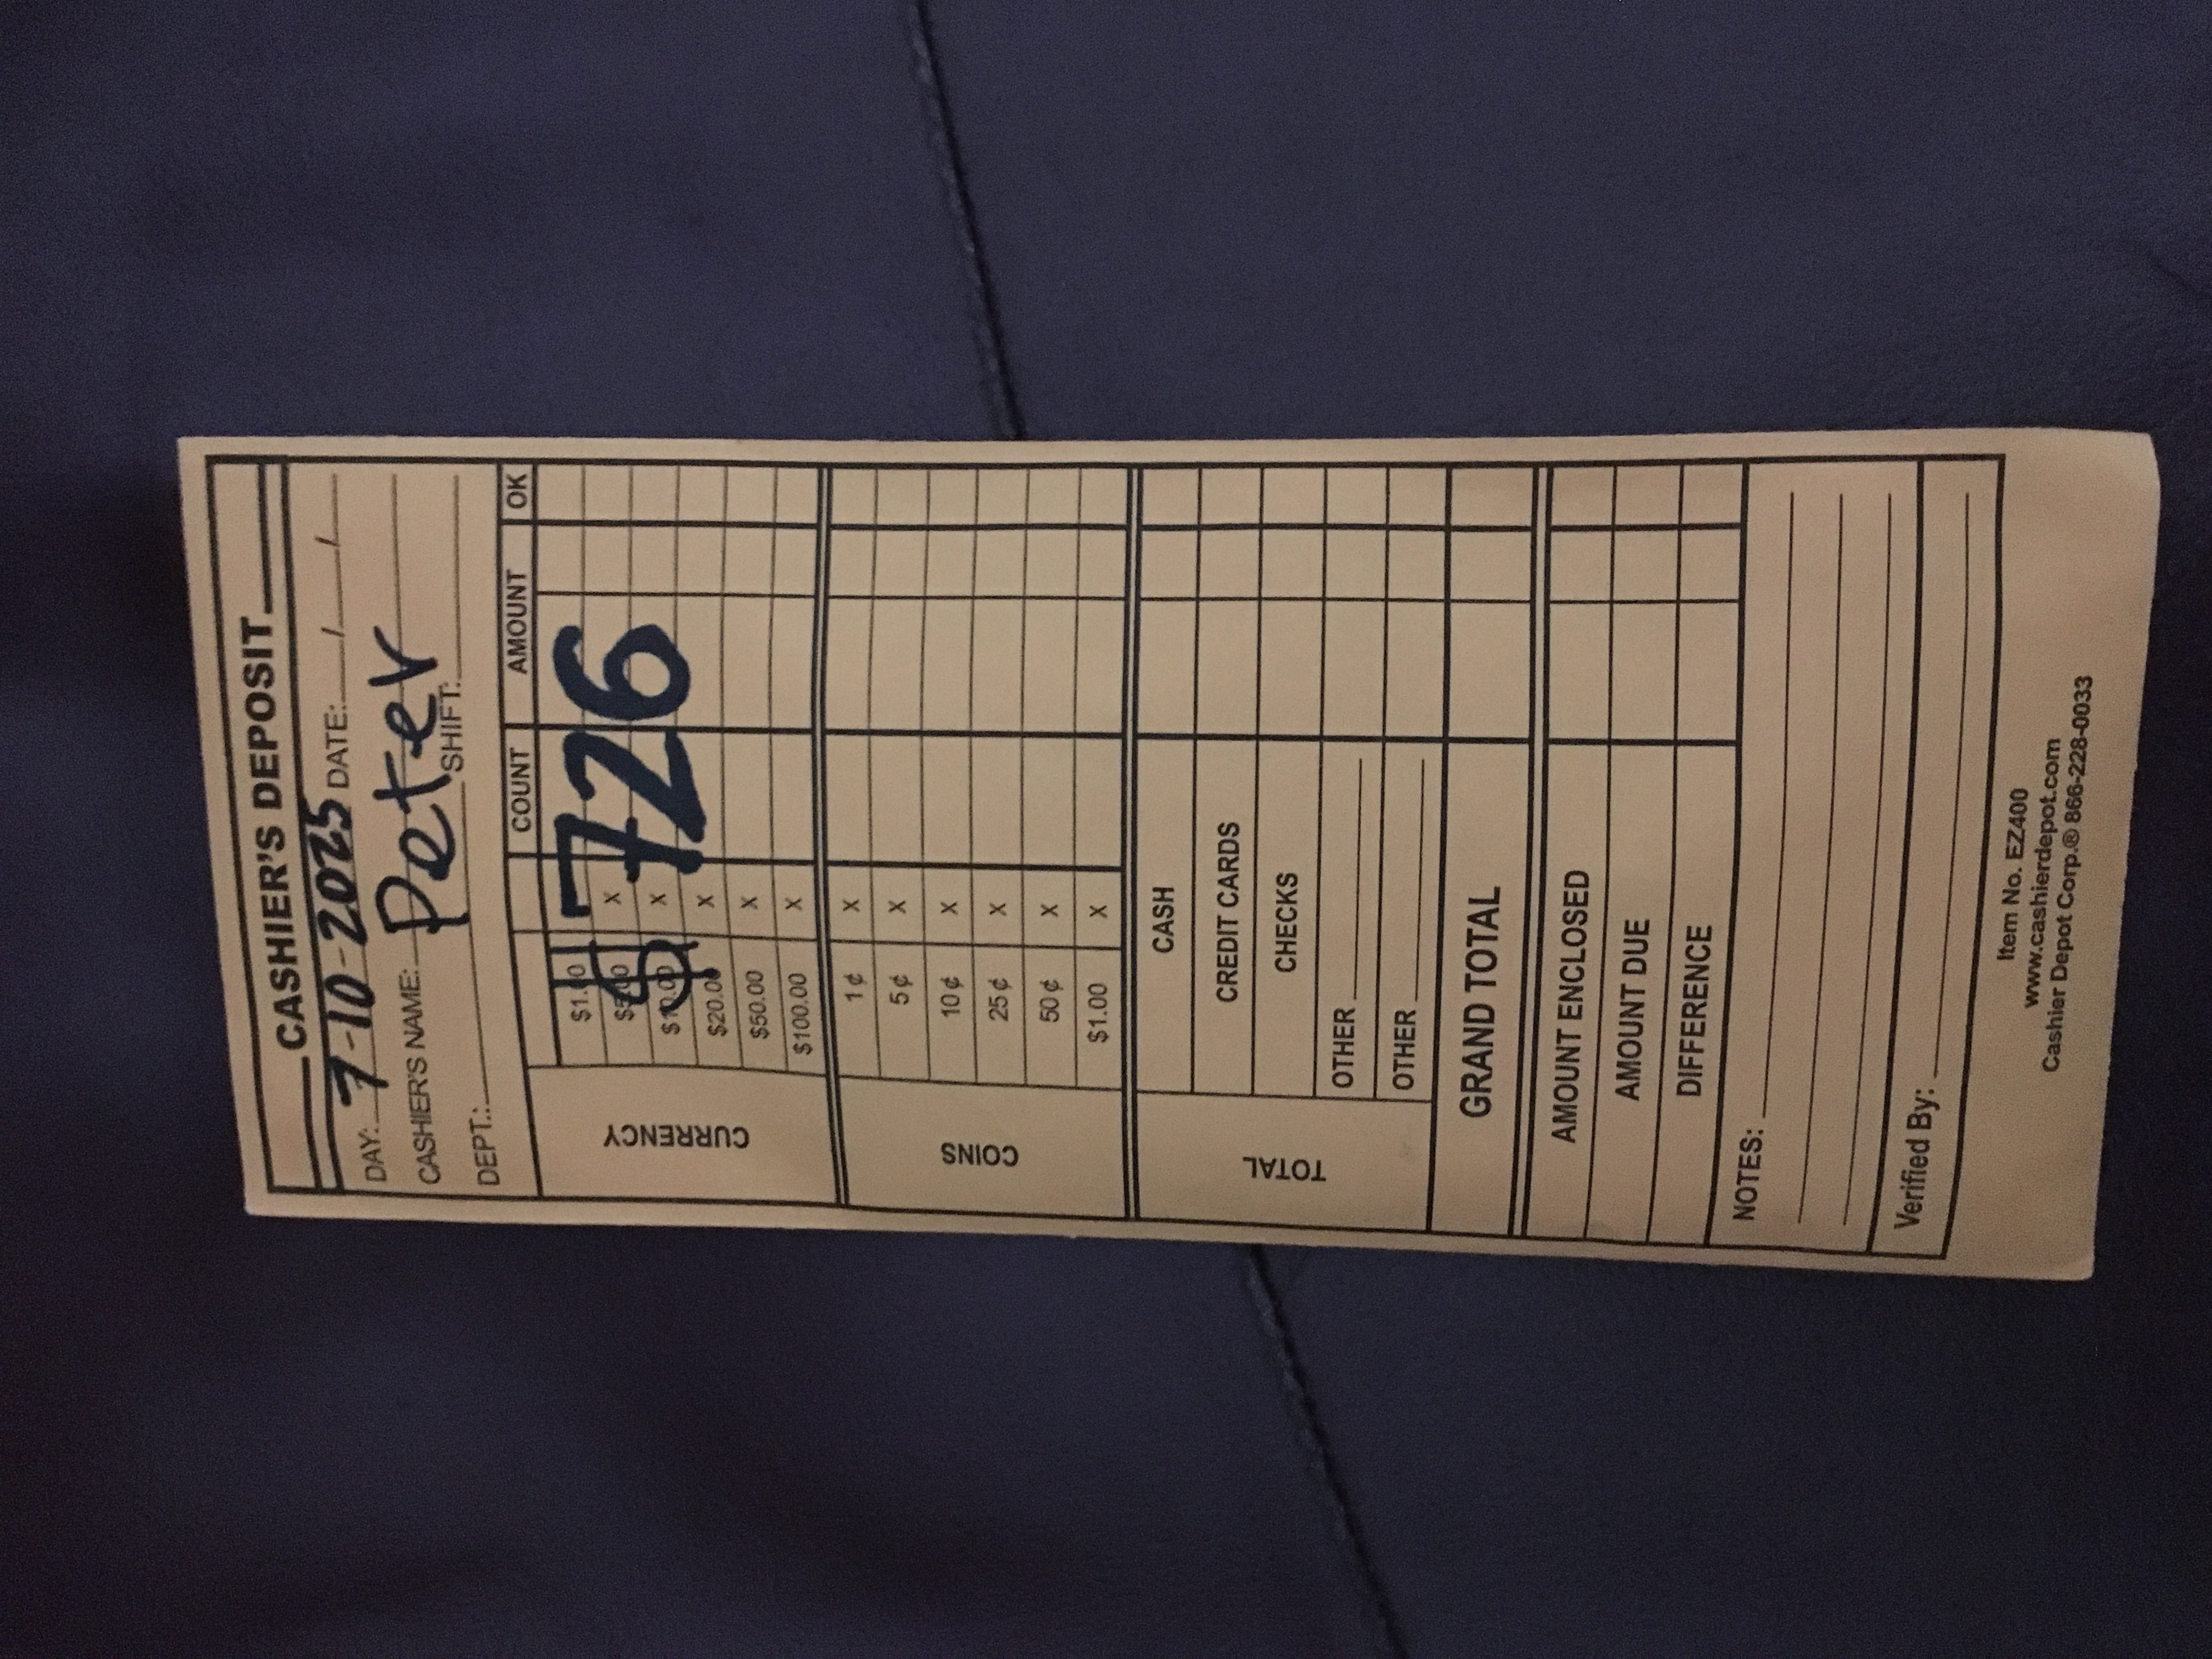 CASHIER'S DEPOSIT
DAY: 7-10-2025 DATE: / /
CASHIER'S NAME: Peter
DEPT.: SHIFT:
COUNT AMOUNT OK
CURRENCY
$1.00
$5.00 X
$10.00 X
$20.00 X
$50.00 X
$100.00 X
$726
COINS
1¢ X
5¢ X
10¢ X
25¢ X
50¢ X
$1.00 X
TOTAL
CASH
CREDIT CARDS
CHECKS
OTHER
OTHER
GRAND TOTAL
AMOUNT ENCLOSED
AMOUNT DUE
DIFFERENCE
NOTES:
Verified By:
Item No. EZ400
www.cashierdepot.com
Cashier Depot Corp.® 866-228-0033